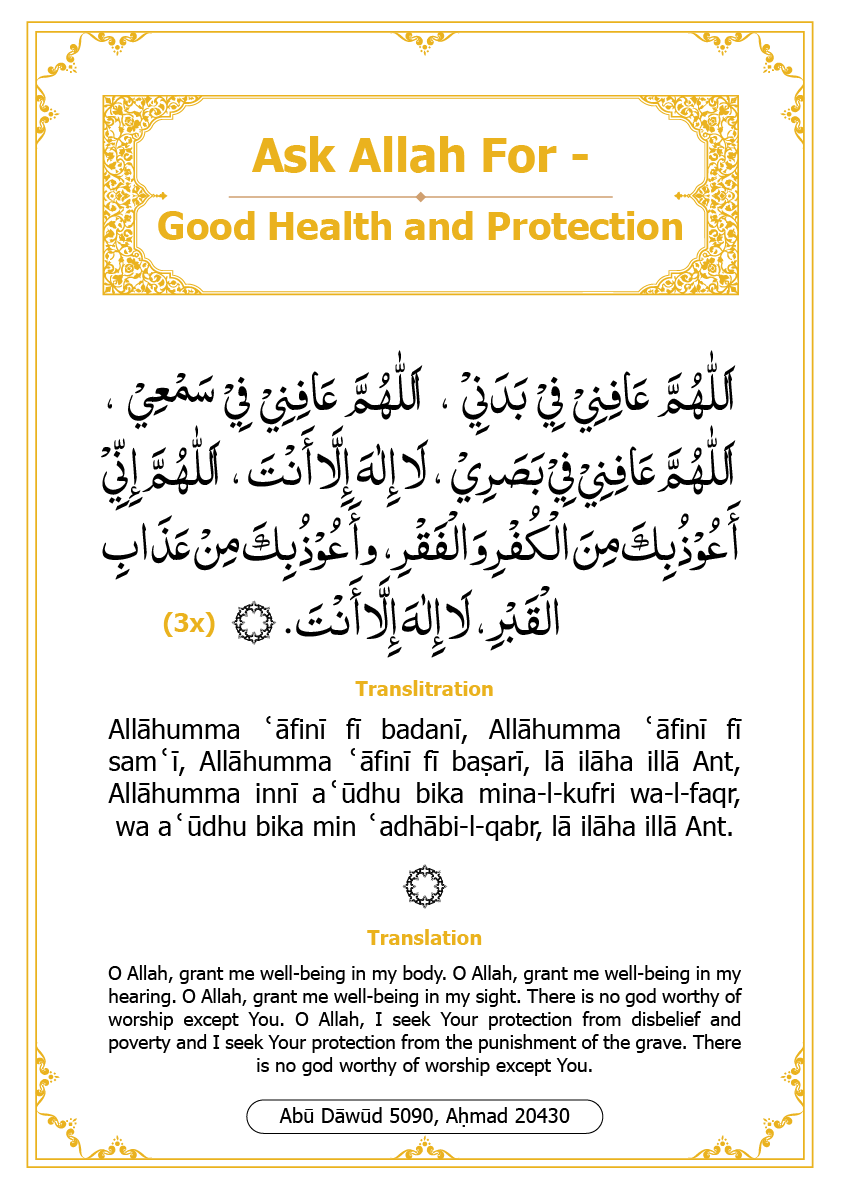 Ask Allah For -
Good Health and Protection
اَللّٰهُمَّ عَافِنِيْ فِيْ بَدَنِيْ ، اَللّٰهُمَّ عَافِنِيْ فِيْ سَمْعِيْ ،
اَللّٰهُمَّ عَافِنِيْ فِيْ بَصَرِيْ ، لَا إِلٰهَ إِلَّا أَنْتَ ، اَللّٰهُمَّ إِنِّيْ
أَعُوْذُ بِكَ مِنَ الْكُفْرِ وَالْفَقْرِ ، وأَعُوْذُ بِكَ مِنْ عَذَابِ
الْقَبْرِ ، لَا إِلٰهَ إِلَّا أَنْتَ . (3x)
Translitration
Allāhumma ʿāfinī fī badanī, Allāhumma ʿāfinī fī
samʿī, Allāhumma ʿāfinī fī baṣarī, lā ilāha illā Ant,
Allāhumma innī aʿūdhu bika mina-l-kufri wa-l-faqr,
wa aʿūdhu bika min ʿadhābi-l-qabr, lā ilāha illā Ant.
Translation
O Allah, grant me well-being in my body. O Allah, grant me well-being in my
hearing. O Allah, grant me well-being in my sight. There is no god worthy of
worship except You. O Allah, I seek Your protection from disbelief and
poverty and I seek Your protection from the punishment of the grave. There
is no god worthy of worship except You.
Abū Dāwūd 5090, Aḥmad 20430